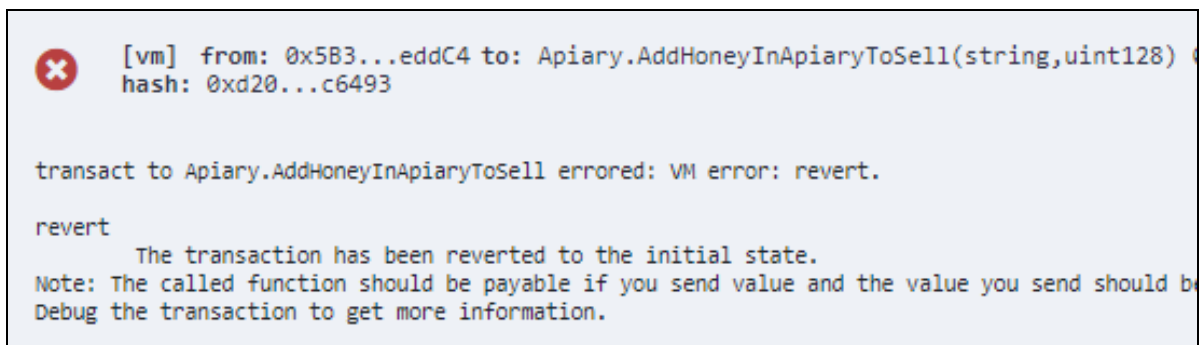 [vm] from: 0x5B3...eddC4 to: Apiary.AddHoneyInApiaryToSell(string,uint128)
hash: 0xd20...c6493
transact to Apiary.AddHoneyInApiaryToSell errored: VM error: revert.
revert
The transaction has been reverted to the initial state.
Note: The called function should be payable if you send value and the value you send should
Debug the transaction to get more information.